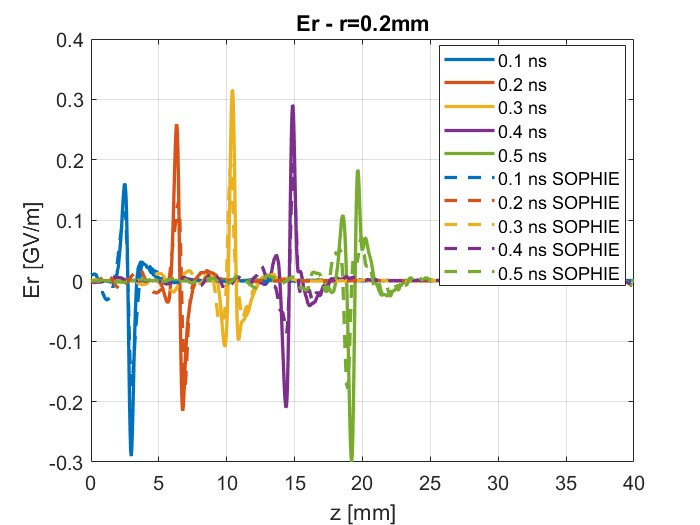 Er - r=0.2mm
0.4
0.3
0.2
0.1
0
-0.1
-0.2
-0.3
Er [GV/m]
0.1 ns
0.2 ns
0.3 ns
0.4 ns
0.5 ns
0.1 ns SOPHIE
0.2 ns SOPHIE
0.3 ns SOPHIE
0.4 ns SOPHIE
0.5 ns SOPHIE
0 5 10 15 20 25 30 35 40
z [mm]